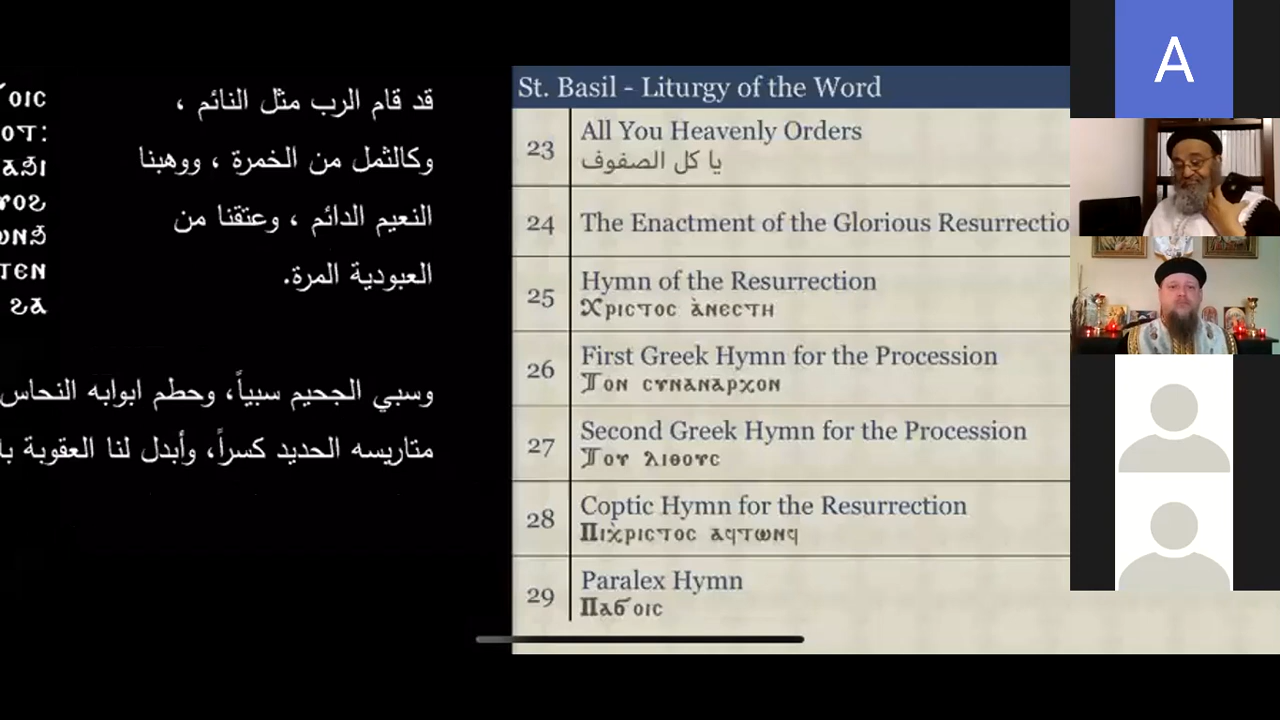 قد قام الرب مثل النائم ،
وكالثمل من الخمرة ، ووهبنا
النعيم الدائم ، وعتقنا من
العبودية المرة.
وسبي الجحيم سبياً، وحطم ابوابه النحاس
متاريسه الحديد كسراً، وأبدل لنا العقوبة
St. Basil - Liturgy of the Word
23
All You Heavenly Orders
يا كل الصفوف
24
The Enactment of the Glorious Resurrectio
25
Hymn of the Resurrection
Ⲭⲣⲓⲥⲧⲟⲥ ⲁ̀ⲛⲉⲥⲧⲏ
26
First Greek Hymn for the Procession
Ⲧⲟⲛ ⲥⲩⲛⲁⲛⲁⲣⲭⲟⲛ
27
Second Greek Hymn for the Procession
Ⲧⲟⲩ ⲗⲓⲑⲟⲩⲥ
28
Coptic Hymn for the Resurrection
Ⲡⲓⲭ̀ⲣⲓⲥⲧⲟⲥ ⲁϥⲧⲱⲛϥ
29
Paralex Hymn
Ⲡⲁϭⲟⲓⲥ
A